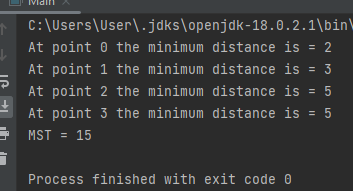 Main
C:\Users\User\.jdks\openjdk-18.0.2.1\bin\
At point 0 the minimum distance is = 2
At point 1 the minimum distance is = 3
At point 2 the minimum distance is = 5
At point 3 the minimum distance is = 5
MST = 15
Process finished with exit code 0